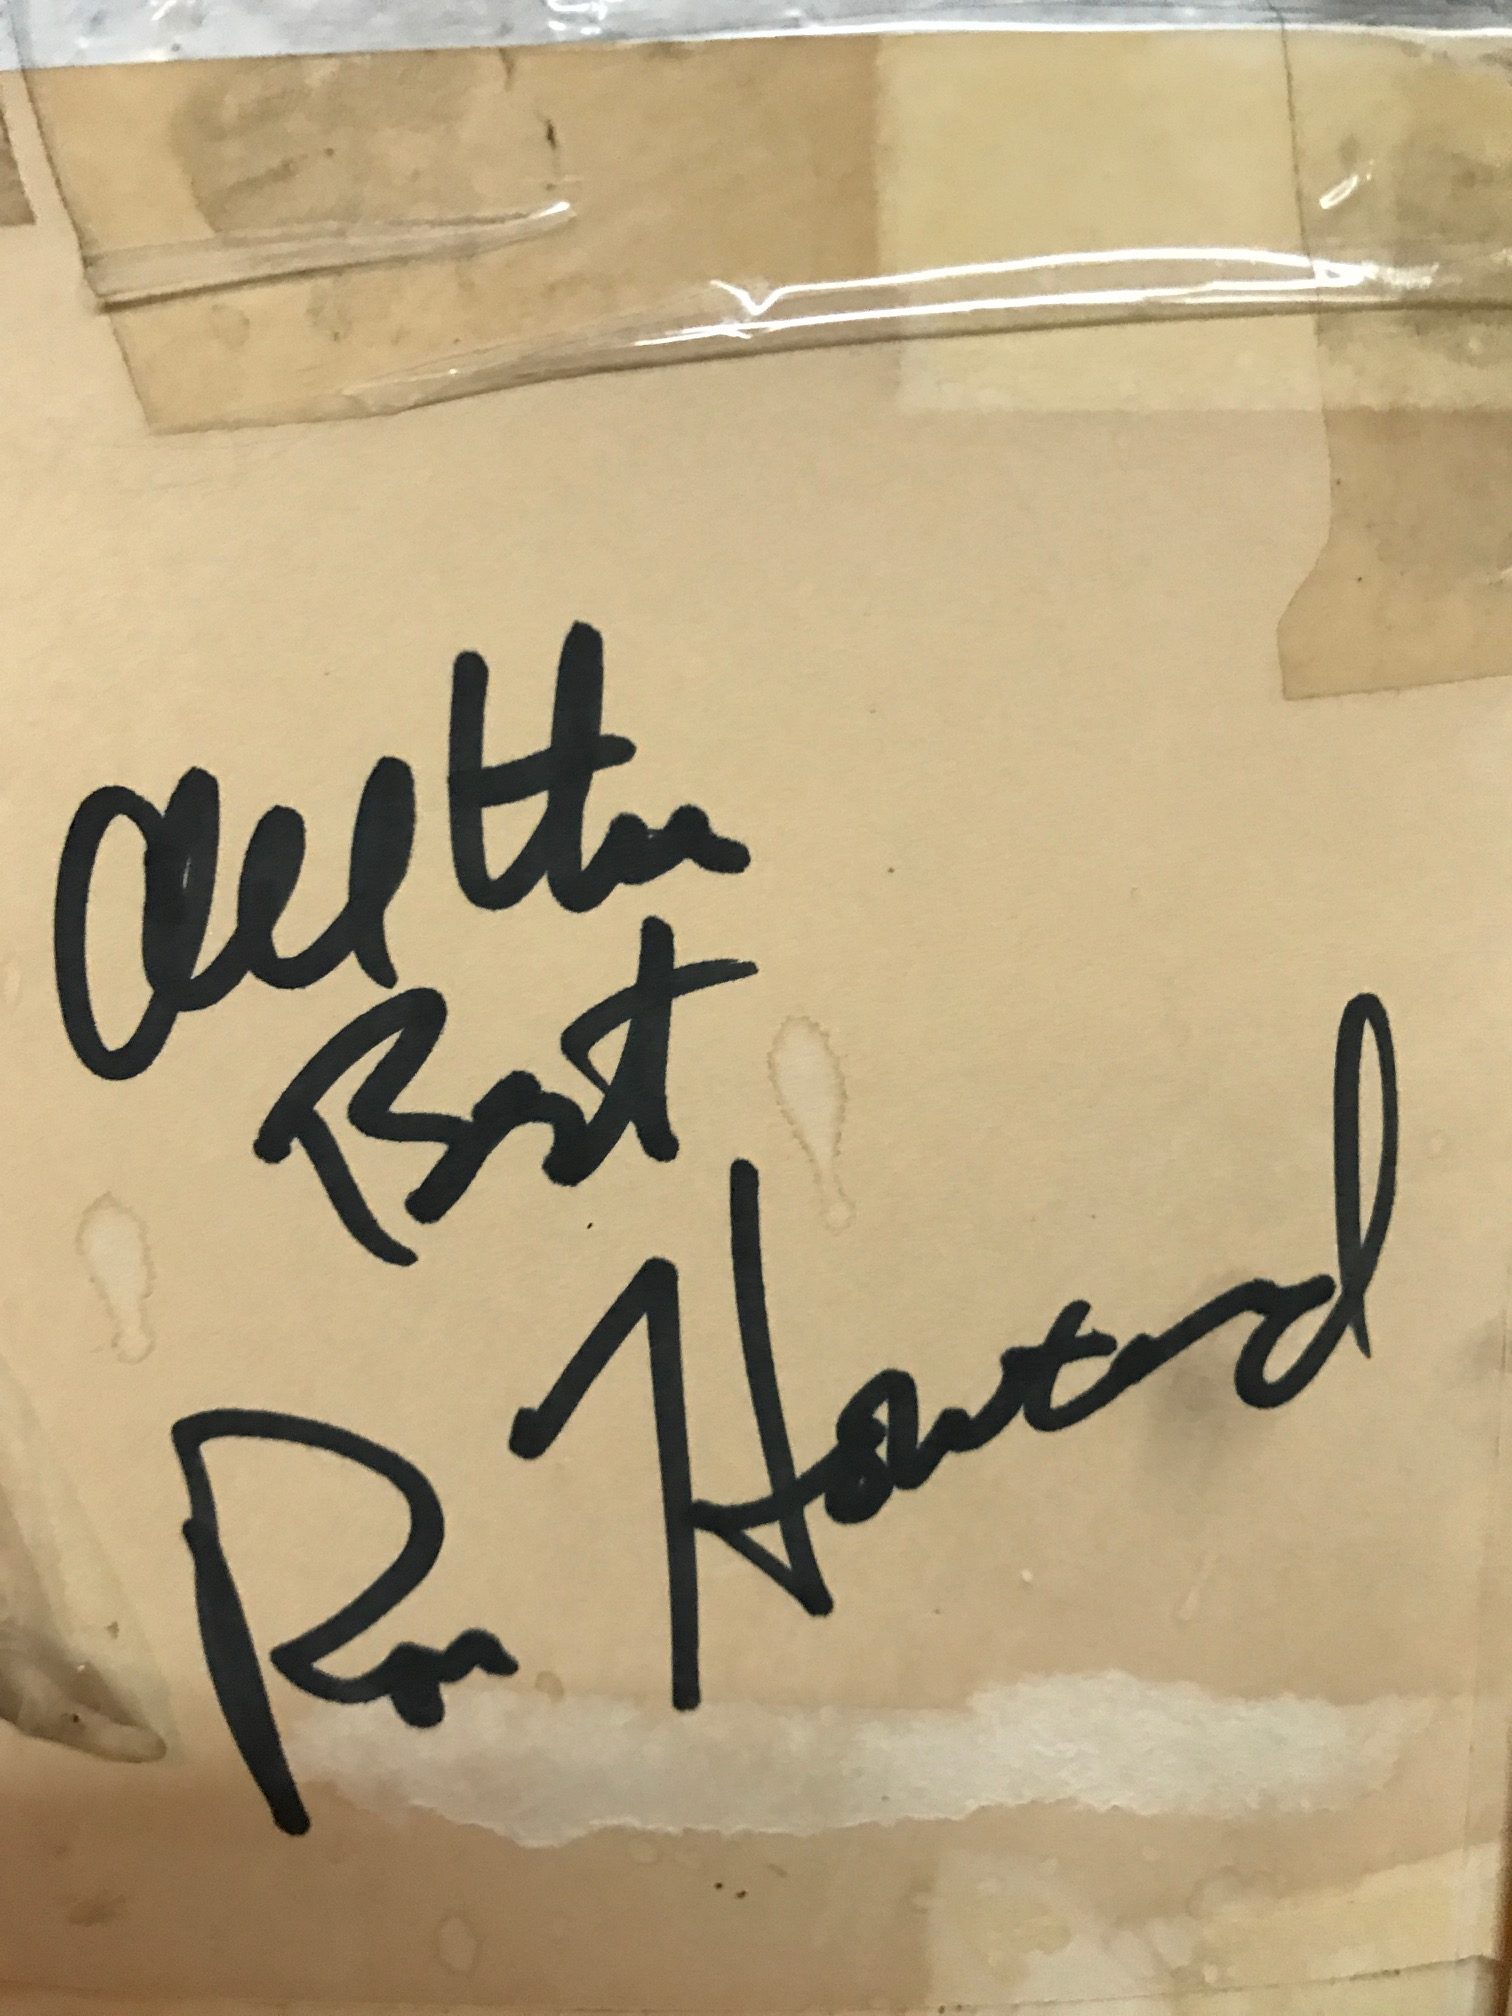 All the
Best
Ron Howard